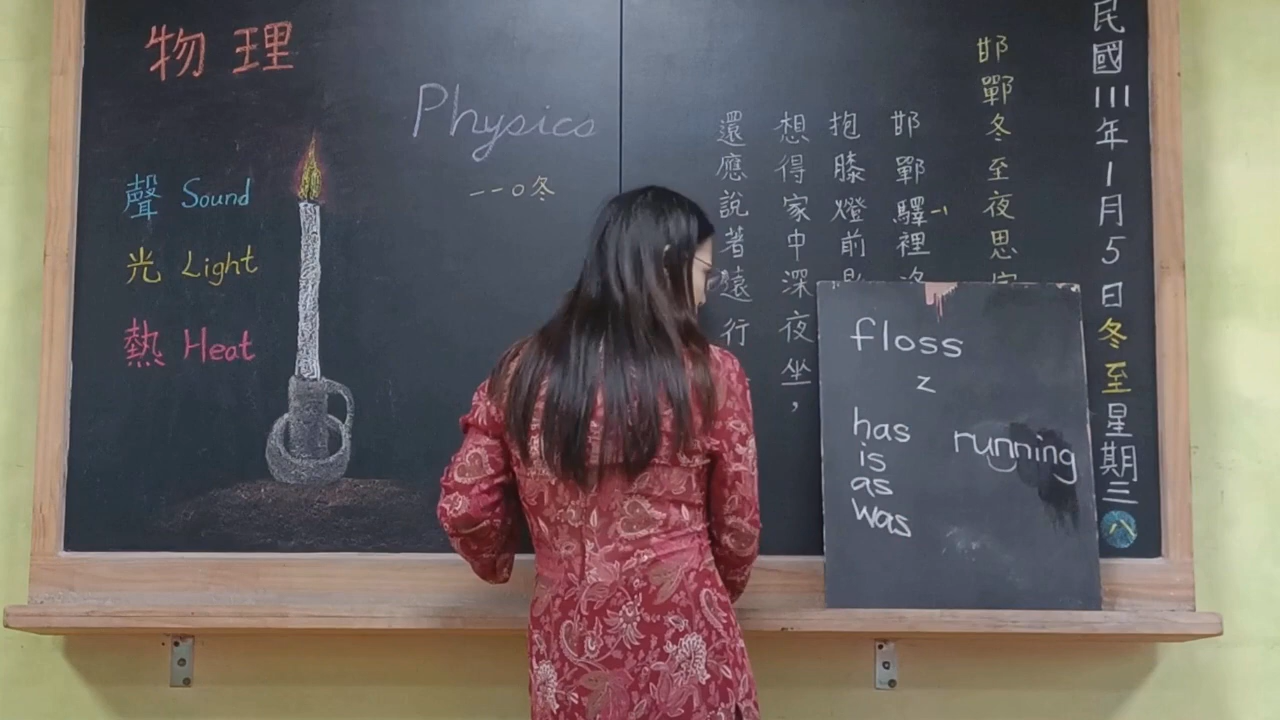 物理
Physics
一一〇冬
聲 Sound
光 Light
熱 Heat
民國111年1月5日冬至星期三
八
邯鄲冬至夜思
邯鄲驛裡
抱膝燈前
想得家中深夜坐，
還應說著遠行
floss
z
has
is
as
was
running